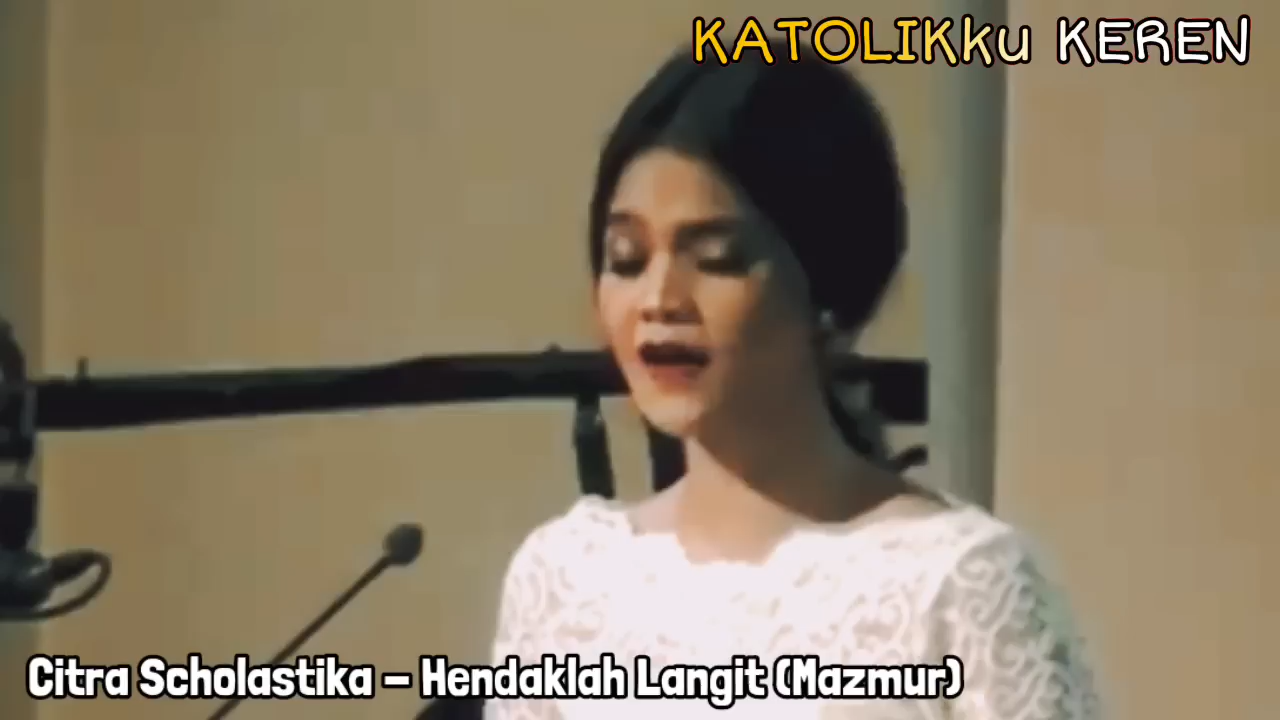 KATOLIKku KEREN
Citra Scholastika - Hendaklah Langit (Mazmur)